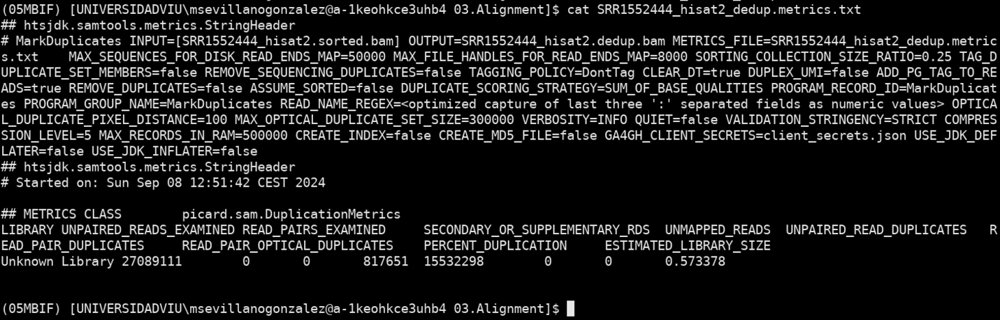 (05MBIF) [UNIVERSIDADVIU\msevillanogonzalez@a-1keohkce3uhb4 03.Alignment]$ cat SRR1552444_hisat2_dedup.metrics.txt
## htsjdk.samtools.metrics.StringHeader
# MarkDuplicates INPUT=[SRR1552444_hisat2.sorted.bam] OUTPUT=SRR1552444_hisat2.dedup.bam METRICS_FILE=SRR1552444_hisat2_dedup.metric
s.txt    MAX_SEQUENCES_FOR_DISK_READ_ENDS_MAP=50000 MAX_FILE_HANDLES_FOR_READ_ENDS_MAP=8000 SORTING_COLLECTION_SIZE_RATIO=0.25 TAG_D
UPLICATE_SET_MEMBERS=false REMOVE_SEQUENCING_DUPLICATES=false TAGGING_POLICY=DontTag CLEAR_DT=true DUPLEX_UMI=false ADD_PG_TAG_TO_RE
ADS=true REMOVE_DUPLICATES=false ASSUME_SORTED=false DUPLICATE_SCORING_STRATEGY=SUM_OF_BASE_QUALITIES PROGRAM_RECORD_ID=MarkDuplicat
es PROGRAM_GROUP_NAME=MarkDuplicates READ_NAME_REGEX=<optimized capture of last three ':' separated fields as numeric values> OPTICA
L_DUPLICATE_PIXEL_DISTANCE=100 MAX_OPTICAL_DUPLICATE_SET_SIZE=300000 VERBOSITY=INFO QUIET=false VALIDATION_STRINGENCY=STRICT COMPRES
SION_LEVEL=5 MAX_RECORDS_IN_RAM=500000 CREATE_INDEX=false CREATE_MD5_FILE=false GA4GH_CLIENT_SECRETS=client_secrets.json USE_JDK_DEF
LATER=false USE_JDK_INFLATER=false
## htsjdk.samtools.metrics.StringHeader
# Started on: Sun Sep 08 12:51:42 CEST 2024
## METRICS CLASS        picard.sam.DuplicationMetrics
LIBRARY UNPAIRED_READS_EXAMINED READ_PAIRS_EXAMINED     SECONDARY_OR_SUPPLEMENTARY_RDS  UNMAPPED_READS  UNPAIRED_READ_DUPLICATES   R
EAD_PAIR_DUPLICATES     READ_PAIR_OPTICAL_DUPLICATES    PERCENT_DUPLICATION     ESTIMATED_LIBRARY_SIZE
Unknown Library 27089111        0       0       817651  15532298        0       0       0.573378
(05MBIF) [UNIVERSIDADVIU\msevillanogonzalez@a-1keohkce3uhb4 03.Alignment]$